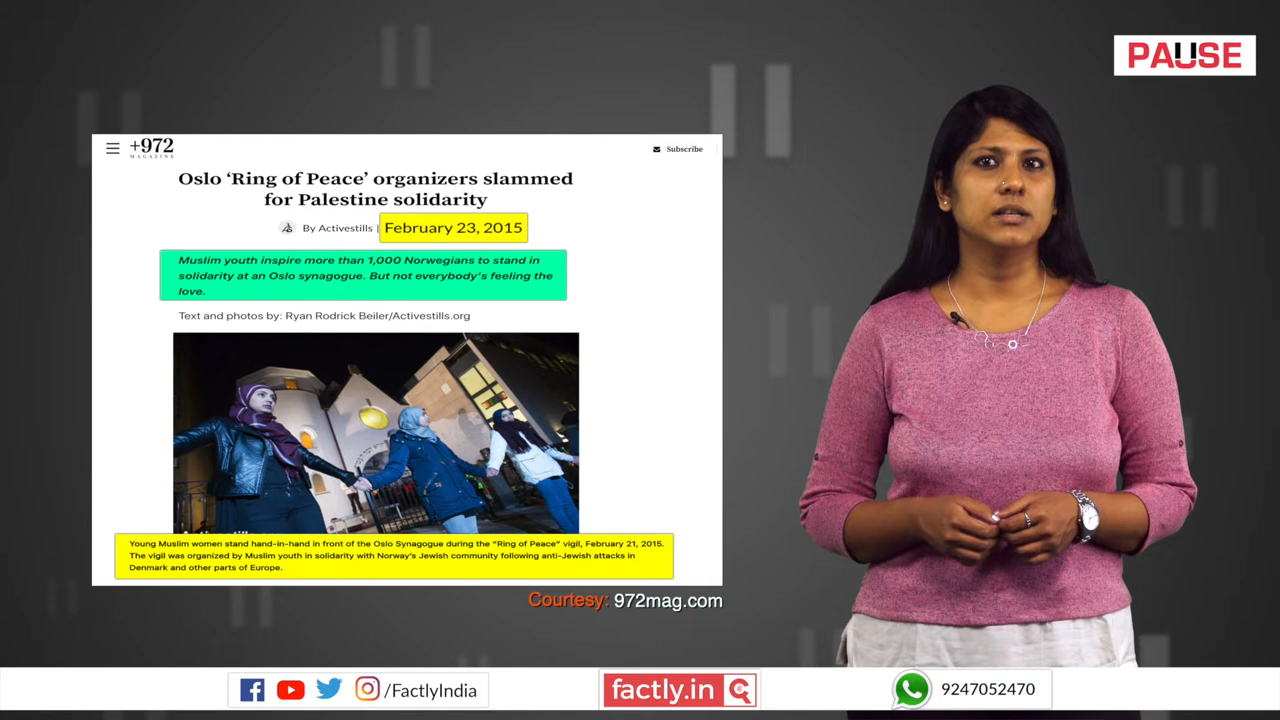 PAUSE
+972
MAGAZINE
Subscribe
Oslo ‘Ring of Peace’ organizers slammed
for Palestine solidarity
By Activestills | February 23, 2015
Muslim youth inspire more than 1,000 Norwegians to stand in
solidarity at an Oslo synagogue. But not everybody’s feeling the
love.
Text and photos by: Ryan Rodrick Beiler/Activestills.org
Young Muslim women stand hand-in-hand in front of the Oslo Synagogue during the “Ring of Peace” vigil, February 21, 2015.
The vigil was organized by Muslim youth in solidarity with Norway’s Jewish community following anti-Jewish attacks in
Denmark and other parts of Europe.
Courtesy: 972mag.com
/FactlyIndia
factly.in
9247052470